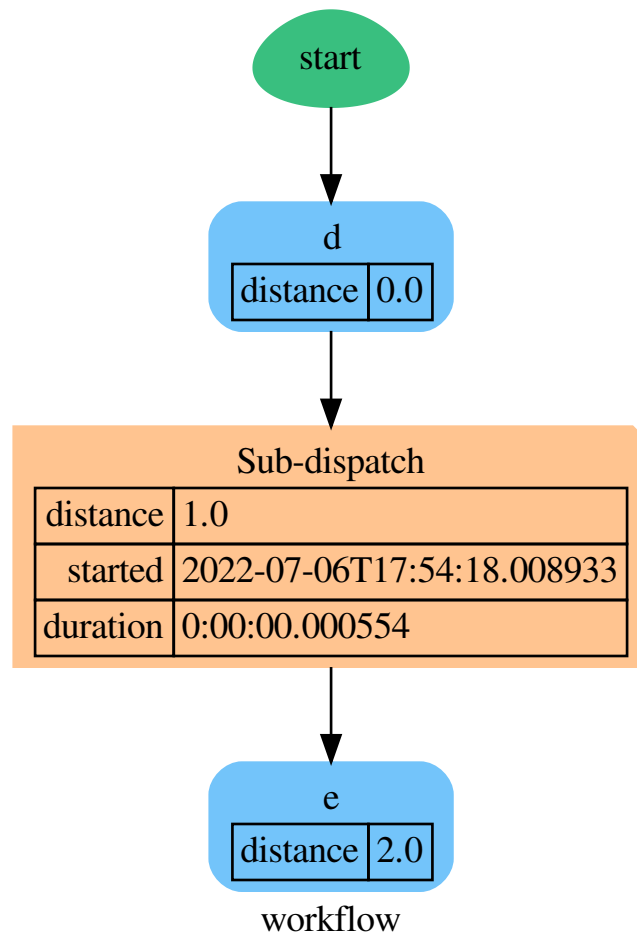 start
d
distance 0.0
Sub-dispatch
distance 1.0
started 2022-07-06T17:54:18.008933
duration 0:00:00.000554
e
distance 2.0
workflow